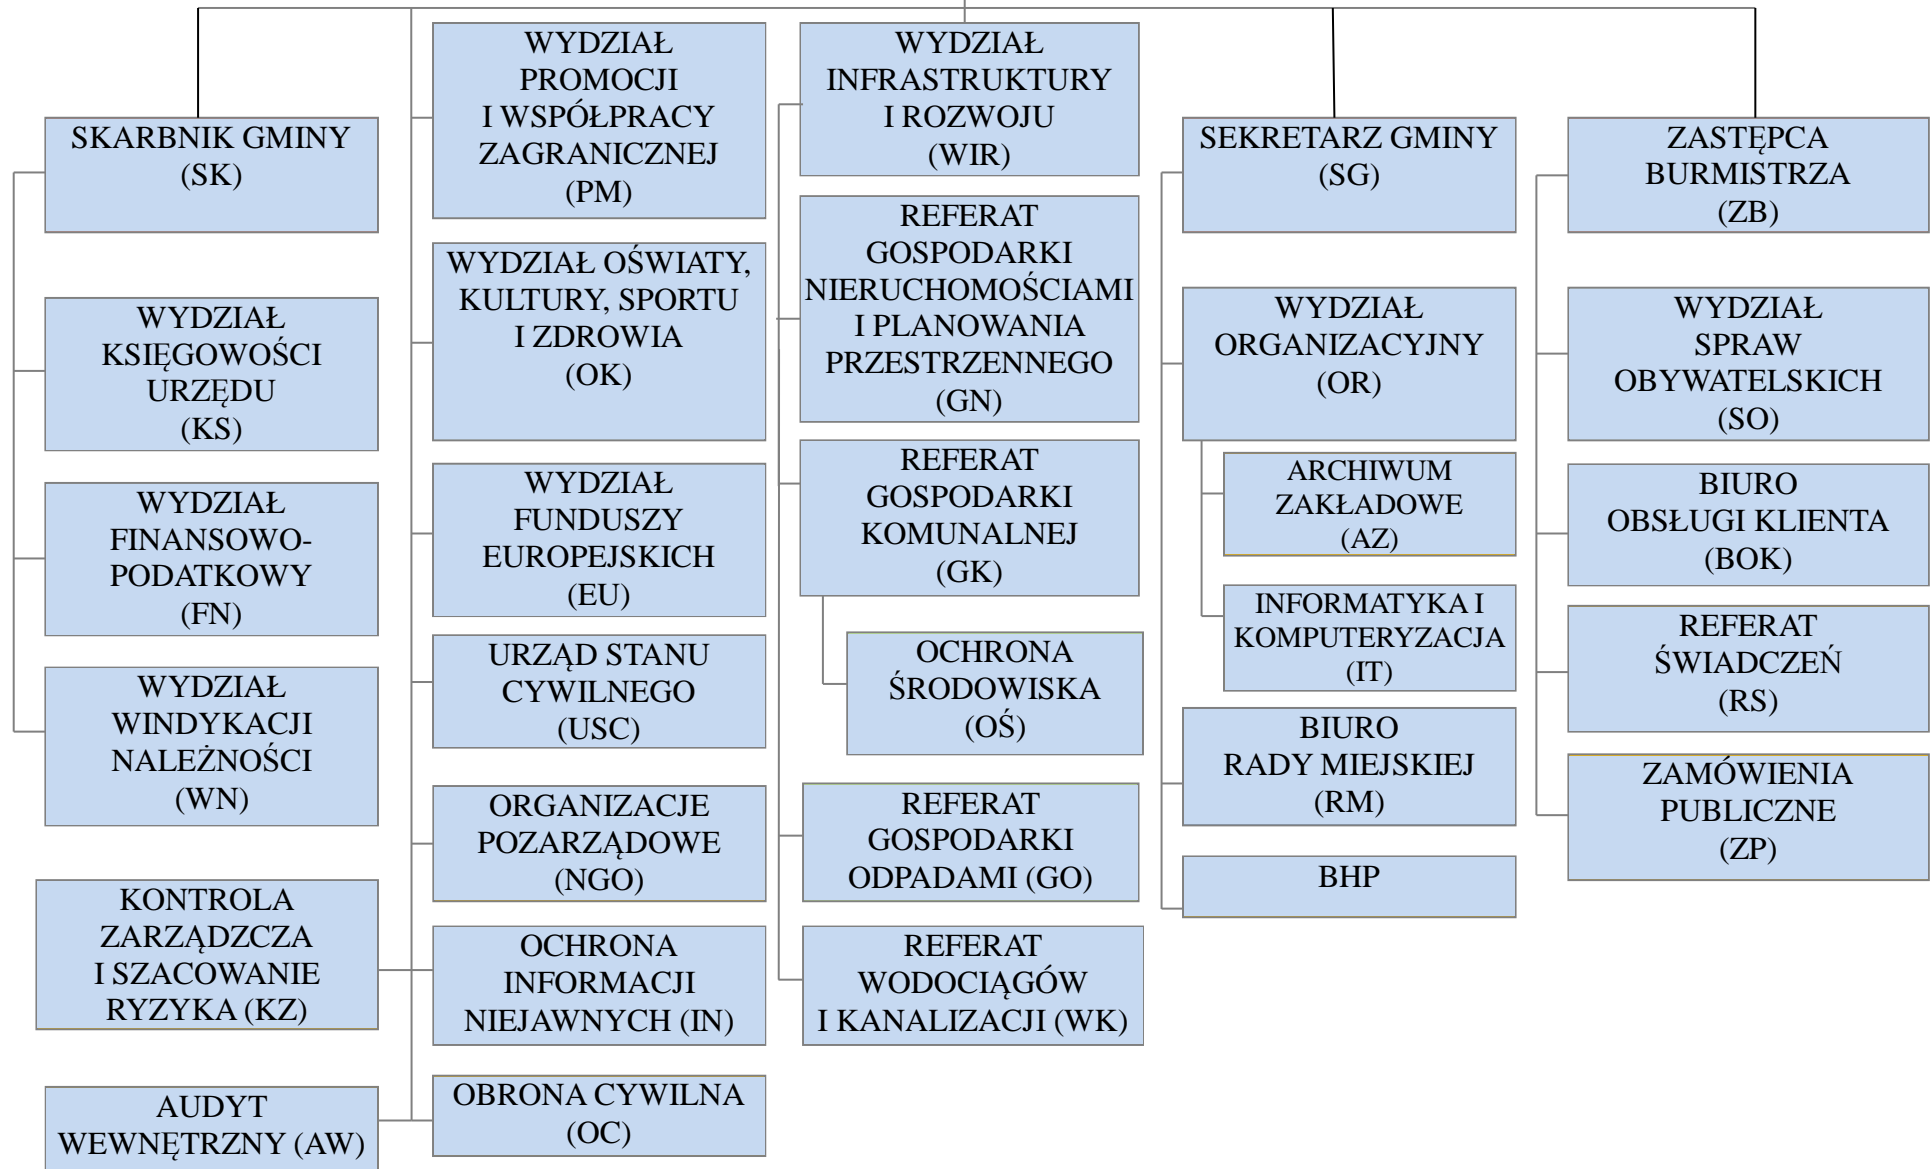 SKARBNIK GMINY
(SK)
WYDZIAŁ
KSIĘGOWOŚCI
URZĘDU
(KS)
WYDZIAŁ
FINANSOWO-
PODATKOWY
(FN)
WYDZIAŁ
WINDYKACJI
NALEŻNOŚCI
(WN)
KONTROLA
ZARZĄDZCZA
I SZACOWANIE
RYZYKA (KZ)
AUDYT
WEWNĘTRZNY (AW)
WYDZIAŁ
PROMOCJI
I WSPÓŁPRACY
ZAGRANICZNEJ
(PM)
WYDZIAŁ OŚWIATY,
KULTURY, SPORTU
I ZDROWIA
(OK)
WYDZIAŁ
FUNDUSZY
EUROPEJSKICH
(EU)
URZĄD STANU
CYWILNEGO
(USC)
ORGANIZACJE
POZARZĄDOWE
(NGO)
OCHRONA
INFORMACJI
NIEJAWNYCH (IN)
OBRONA CYWILNA
(OC)
WYDZIAŁ
INFRASTRUKTURY
I ROZWOJU
(WIR)
REFERAT
GOSPODARKI
NIERUCHOMOŚCIAMI
I PLANOWANIA
PRZESTRZENNEGO
(GN)
REFERAT
GOSPODARKI
KOMUNALNEJ
(GK)
OCHRONA
ŚRODOWISKA
(OŚ)
REFERAT
GOSPODARKI
ODPADAMI (GO)
REFERAT
WODOCIĄGÓW
I KANALIZACJI (WK)
SEKRETARZ GMINY
(SG)
WYDZIAŁ
ORGANIZACYJNY
(OR)
ARCHIWUM
ZAKŁADOWE
(AZ)
INFORMATYKA I
KOMPUTERYZACJA
(IT)
BIURO
RADY MIEJSKIEJ
(RM)
BHP
ZASTĘPCA
BURMISTRZA
(ZB)
WYDZIAŁ
SPRAW
OBYWATELSKICH
(SO)
BIURO
OBSŁUGI KLIENTA
(BOK)
REFERAT
ŚWIADCZEŃ
(RS)
ZAMÓWIENIA
PUBLICZNE
(ZP)